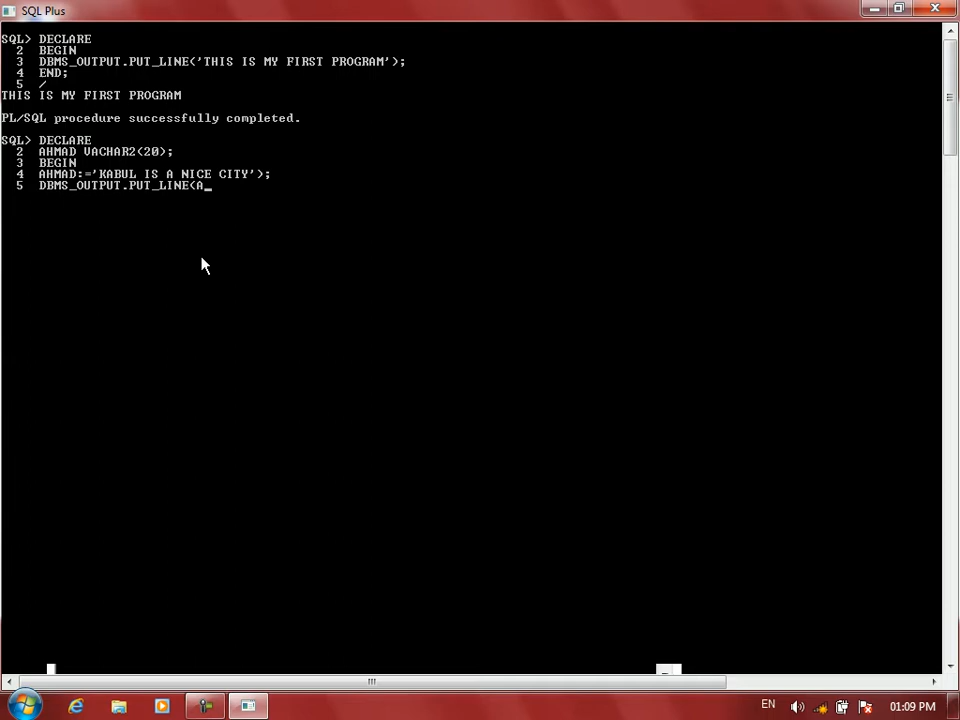 SQL Plus
SQL> DECLARE
2 BEGIN
3 DBMS_OUTPUT.PUT_LINE('THIS IS MY FIRST PROGRAM');
4 END;
5 /
THIS IS MY FIRST PROGRAM
PL/SQL procedure successfully completed.
SQL> DECLARE
2 AHMAD VACHAR2(20);
3 BEGIN
4 AHMAD:='KABUL IS A NICE CITY');
5 DBMS_OUTPUT.PUT_LINE(A_
EN
01:09 PM